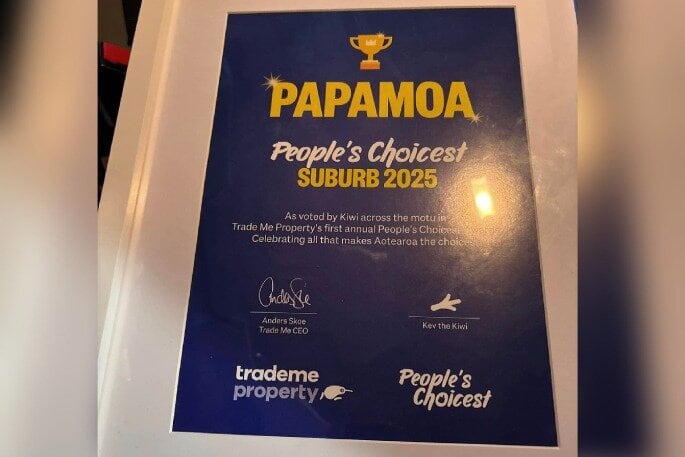 PAPAMOA
People's Choicest
SUBURB 2025
As voted by Kiwi across the motu in
Trade Me Property's first annual People's Choicest
Celebrating all that makes Aotearoa the
Anders Skoe
Trade Me CEO
Kev the Kiwi
trademe
property
People's
Choicest